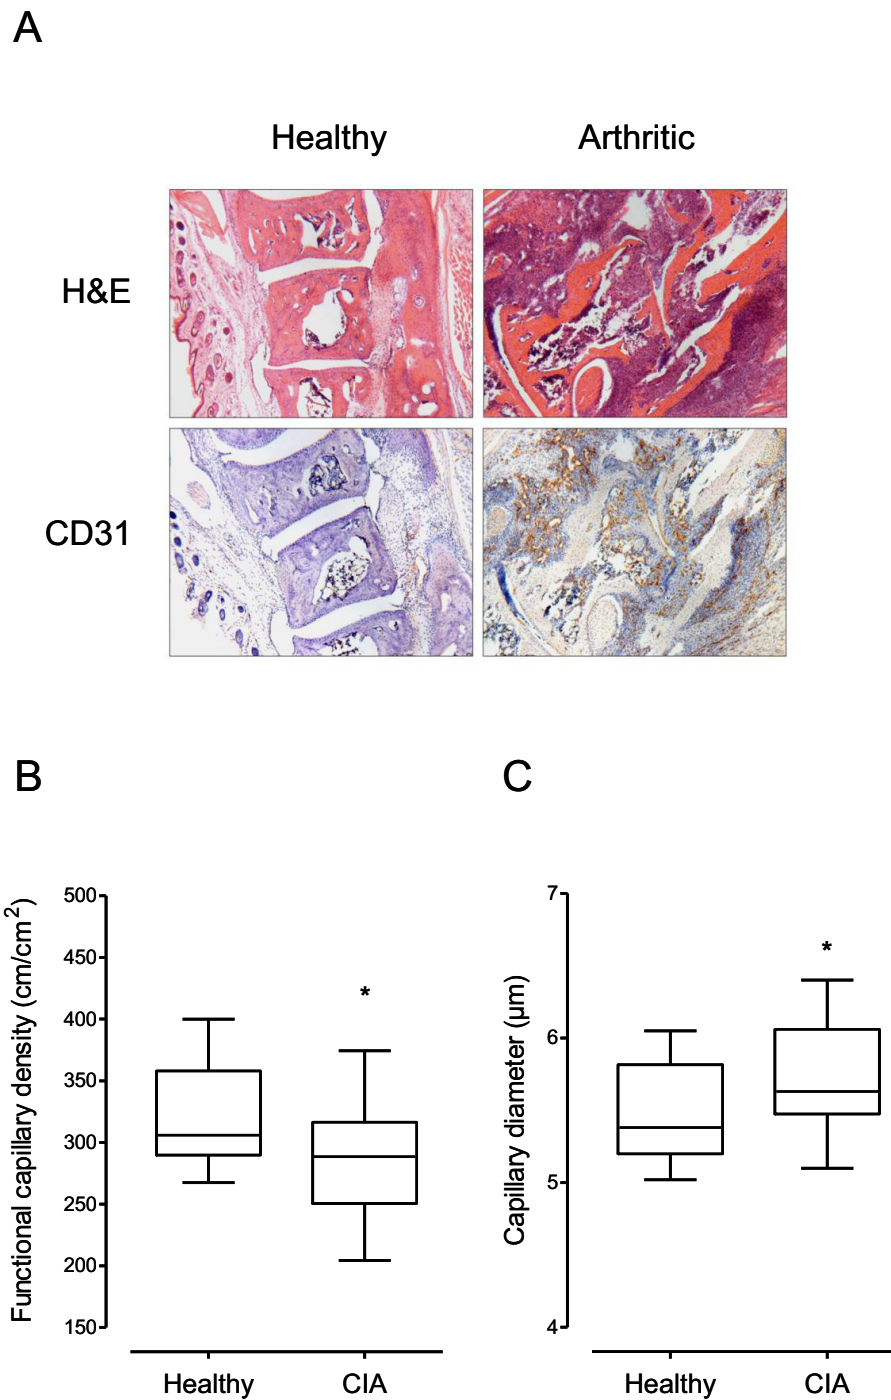 A
Healthy
Arthritic
H&E
CD31
B
C
Functional capillary density (cm/cm²)
500
450
400
350
300
250
200
150
*
Healthy
CIA
Capillary diameter (µm)
7
6
5
4
*
Healthy
CIA